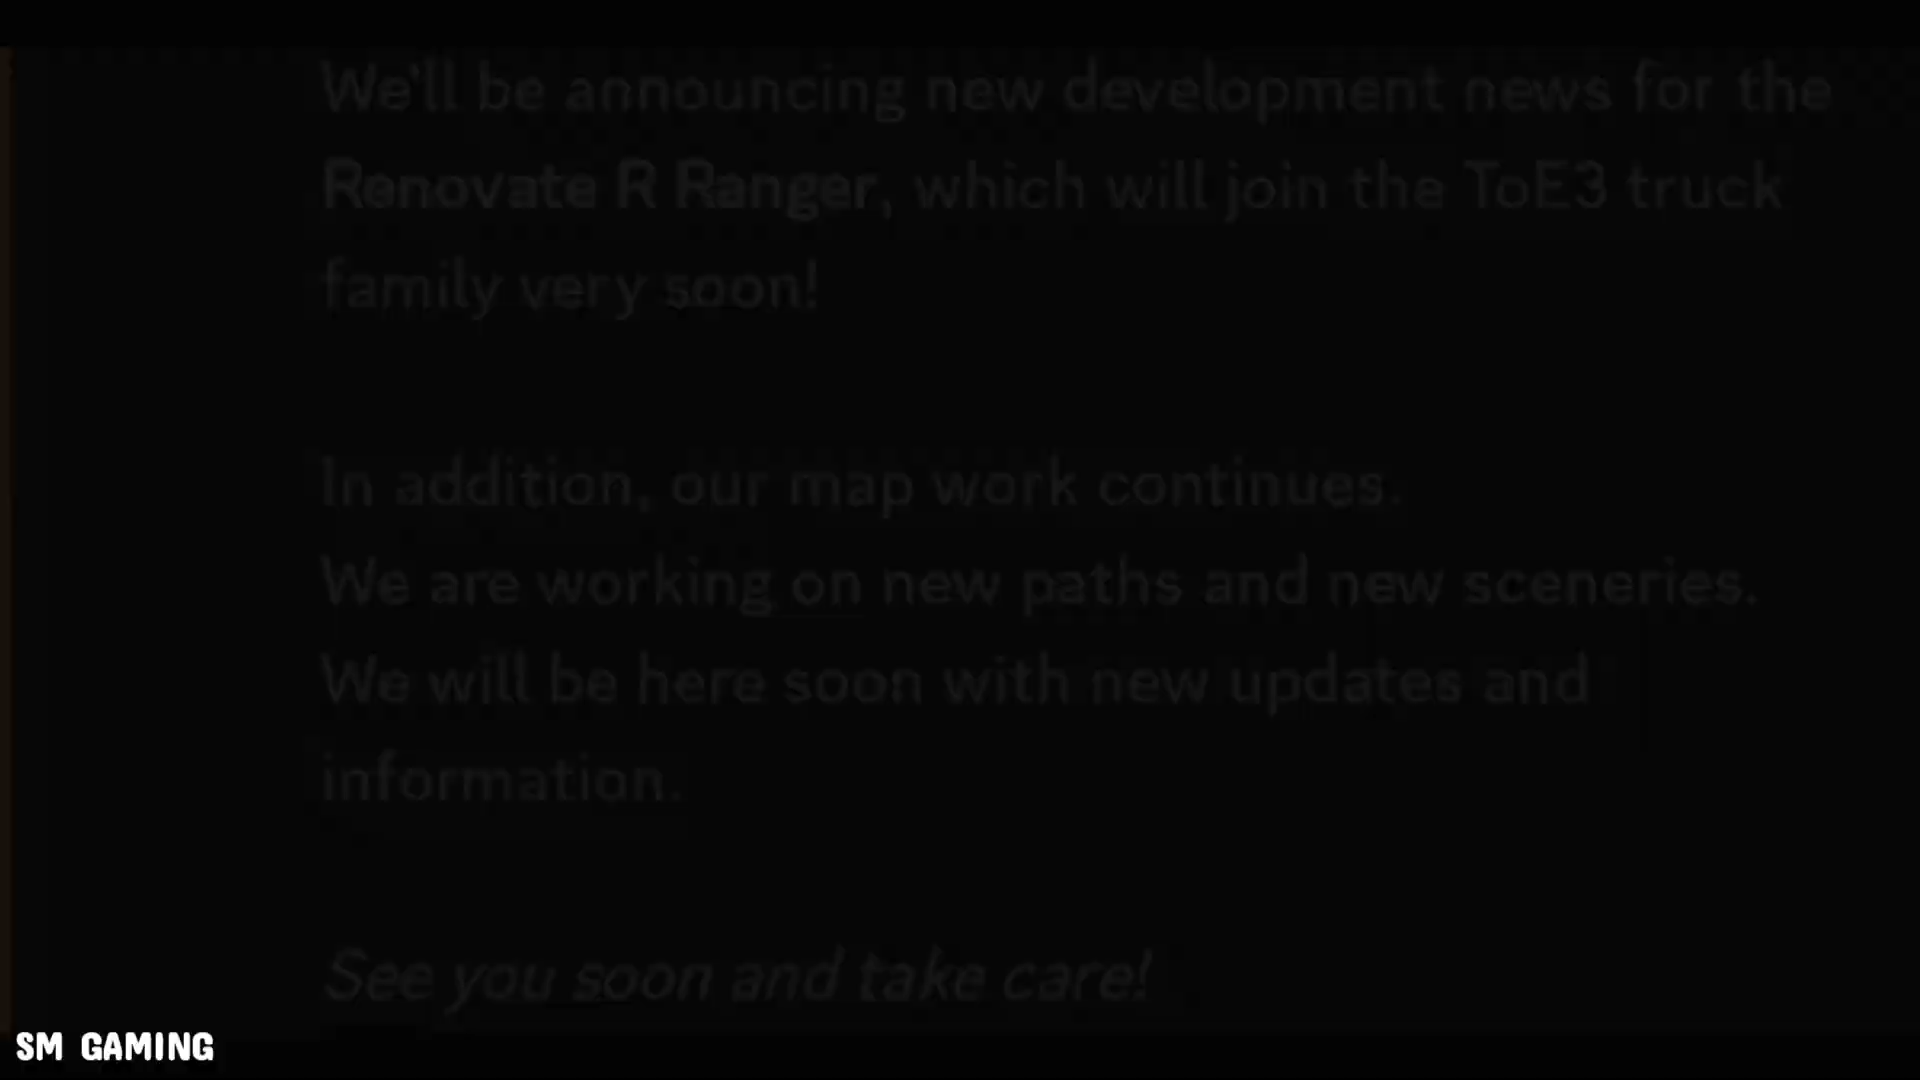 We'll be announcing new development news for the
Renovate R Ranger, which will join the ToE3 truck
family very soon!
In addition, our map work continues.
We are working on new paths and new sceneries.
We will be here soon with new updates and
information.
See you soon and take care!
SM GAMING